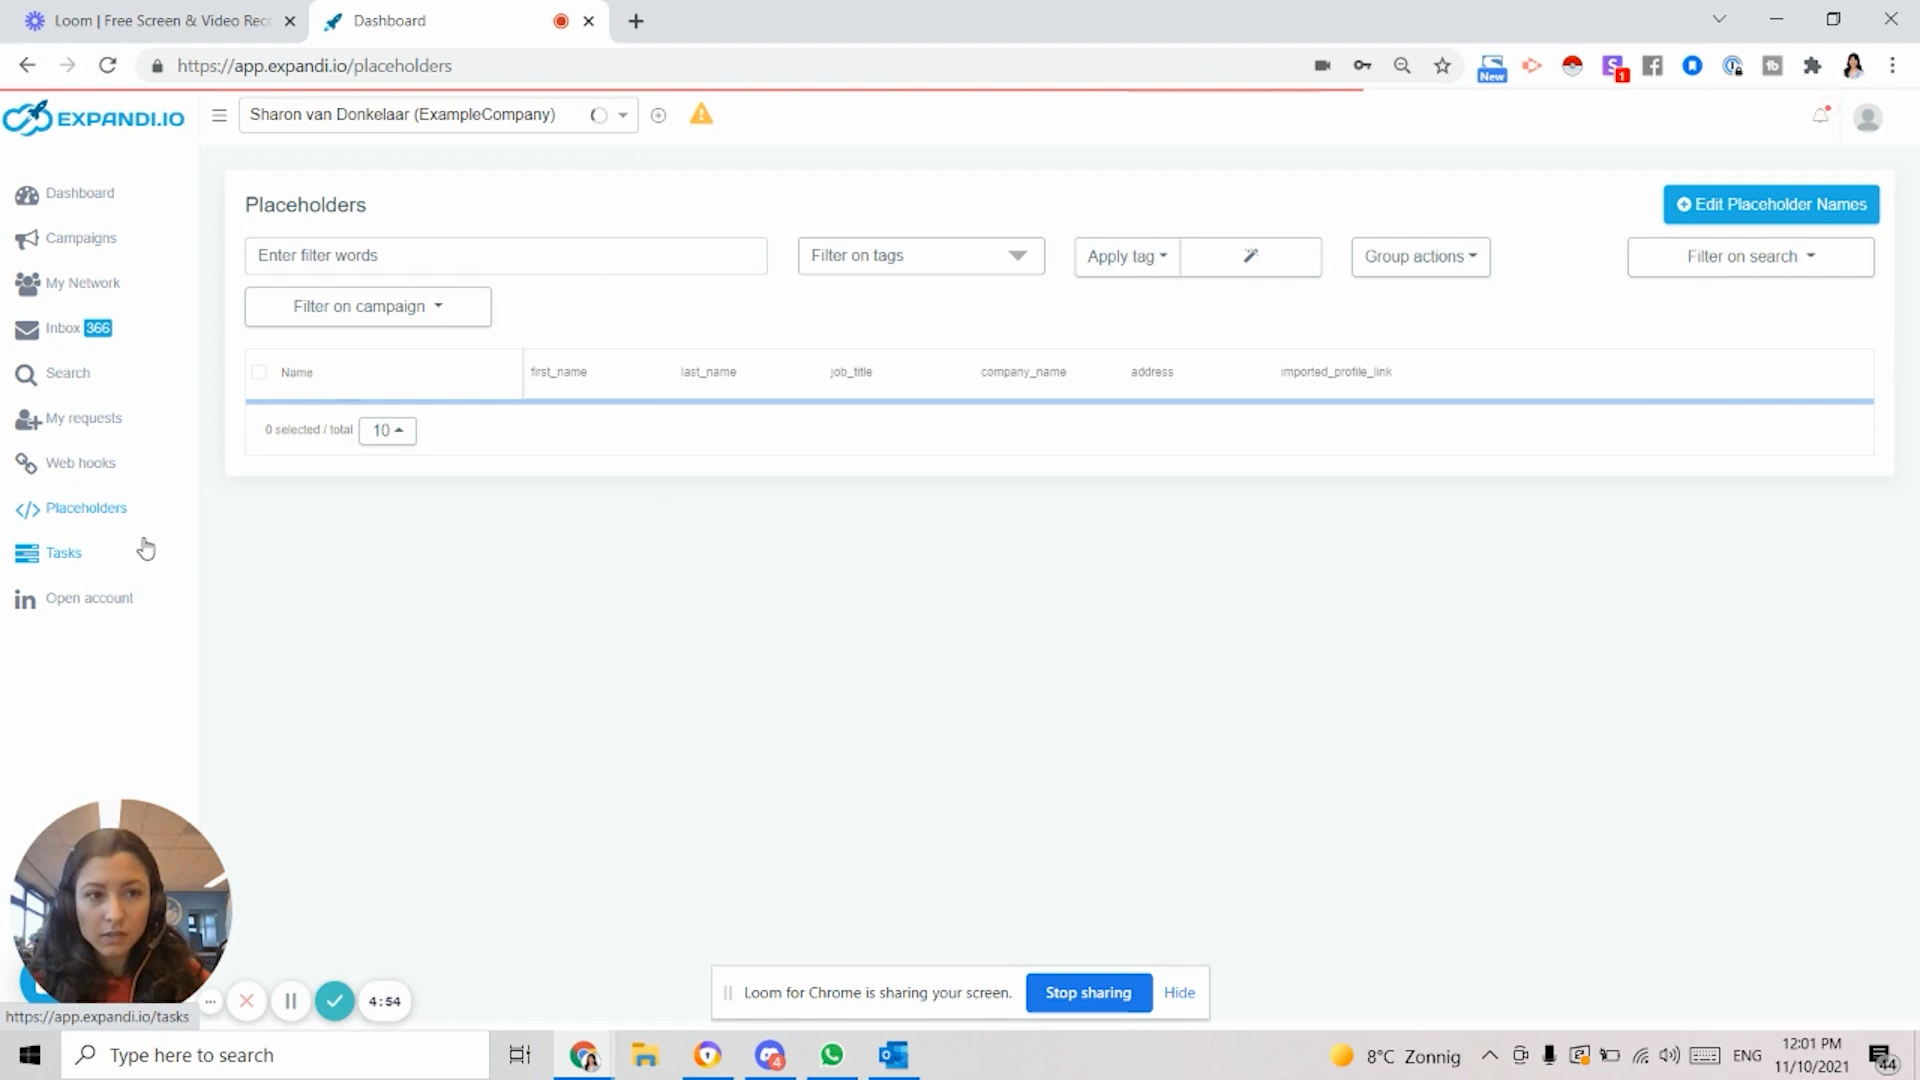 Loom | Free Screen & Video Rec
Dashboard
https://app.expandi.io/placeholders
New
1
EXPANDI.IO
Sharon van Donkelaar (ExampleCompany)
Dashboard
Campaigns
My Network
Inbox 366
Search
My requests
Web hooks
Placeholders
Tasks
Open account
Placeholders
Edit Placeholder Names
Enter filter words
Filter on tags
Apply tag
Group actions
Filter on search
Filter on campaign
Name first_name last_name job_title company_name address imported_profile_link
0 selected / total 10
4:54
Loom for Chrome is sharing your screen. Stop sharing Hide
https://app.expandi.io/tasks
Type here to search
4
8°C Zonnig
ENG
12:01 PM
11/10/2021
44